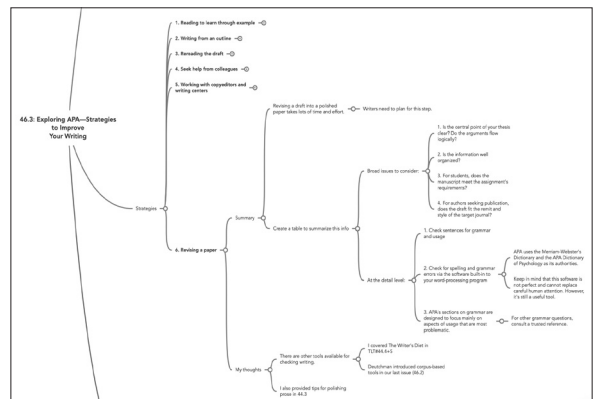 1. Reading to learn through example
2. Writing from an outline
3. Rereading the draft
4. Seek help from colleagues
5. Working with copyeditors and
writing centers
46.3: Exploring APA—Strategies
to Improve
Your Writing
Strategies
6. Revising a paper
Summary
Revising a draft into a polished
paper takes lots of time and effort.
Writers need to plan for this step.
Create a table to summarize this info
Broad issues to consider:
1. Is the central point of your thesis
clear? Do the arguments flow
logically?
2. Is the information well
organized?
3. For students, does the
manuscript meet the assignment's
requirements?
4. For authors seeking publication,
does the draft fit the remit and
style of the target journal?
At the detail level:
1. Check sentences for grammar
and usage
2. Check for spelling and grammar
errors via the software built-in to
your word-processing program
APA uses the Merriam-Webster's
Dictionary and the APA Dictionary
of Psychology as its authorities.
Keep in mind that this software is
not perfect and cannot replace
careful human attention. However,
it's still a useful tool.
3. APA's sections on grammar are
designed to focus mainly on
aspects of usage that are most
problematic.
For other grammar questions,
consult a trusted reference.
My thoughts
There are other tools available for
checking writing.
I covered The Writer's Diet in
Deutchman introduced corpus-based
tools in our last issue (46.2)
I also provided tips for polishing
prose in 44.3